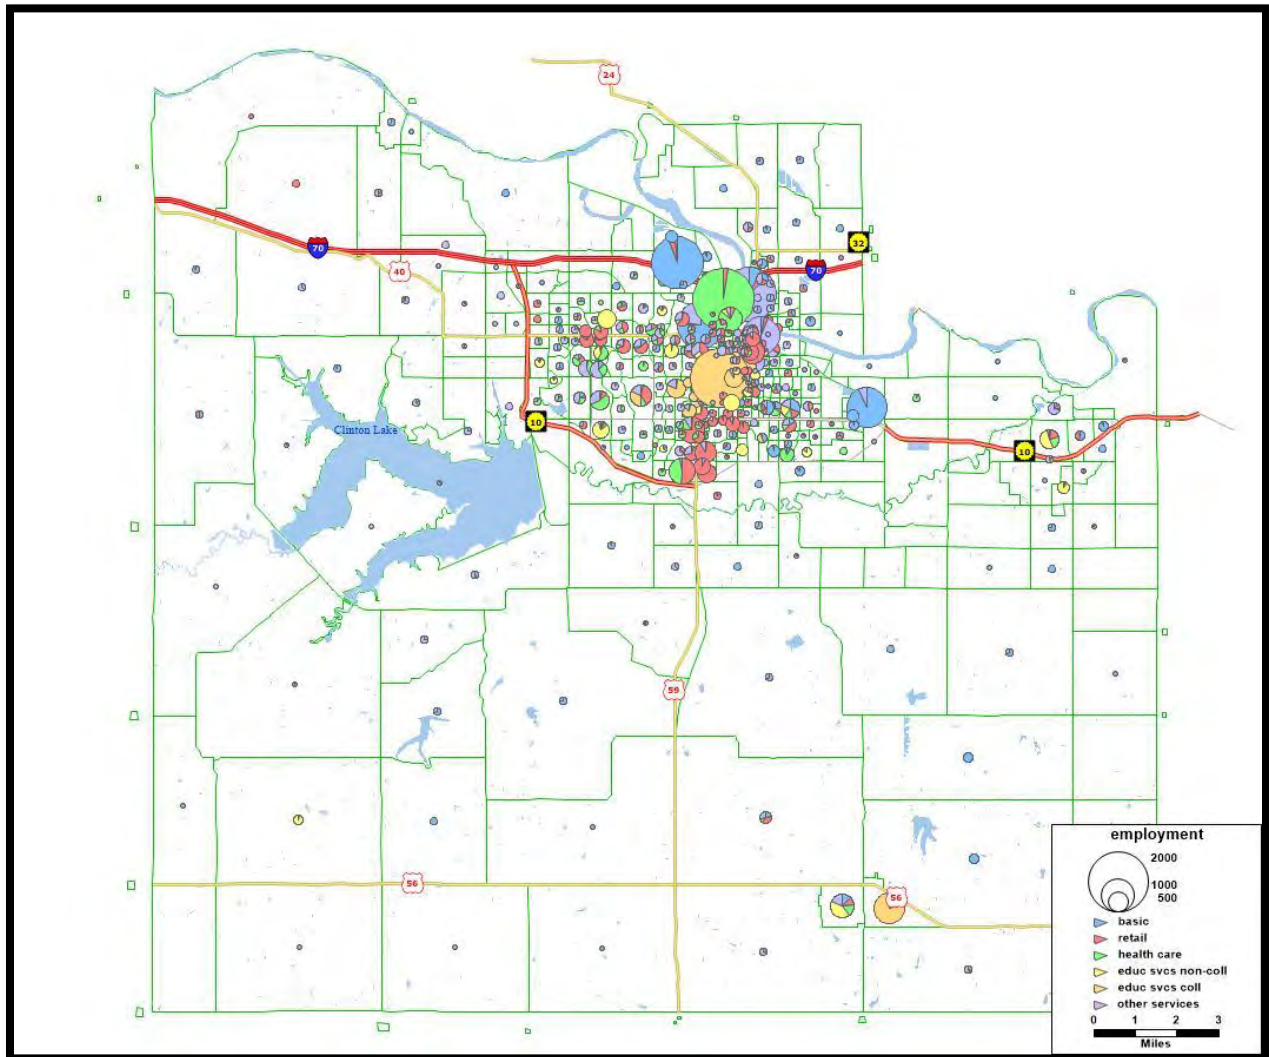 24
32
70
70
40
Clinton Lake
10
10
59
56
56
employment
2000
1000
500
basic
retail
health care
educ svcs non-coll
educ svcs coll
other services
0 1 2 3
Miles